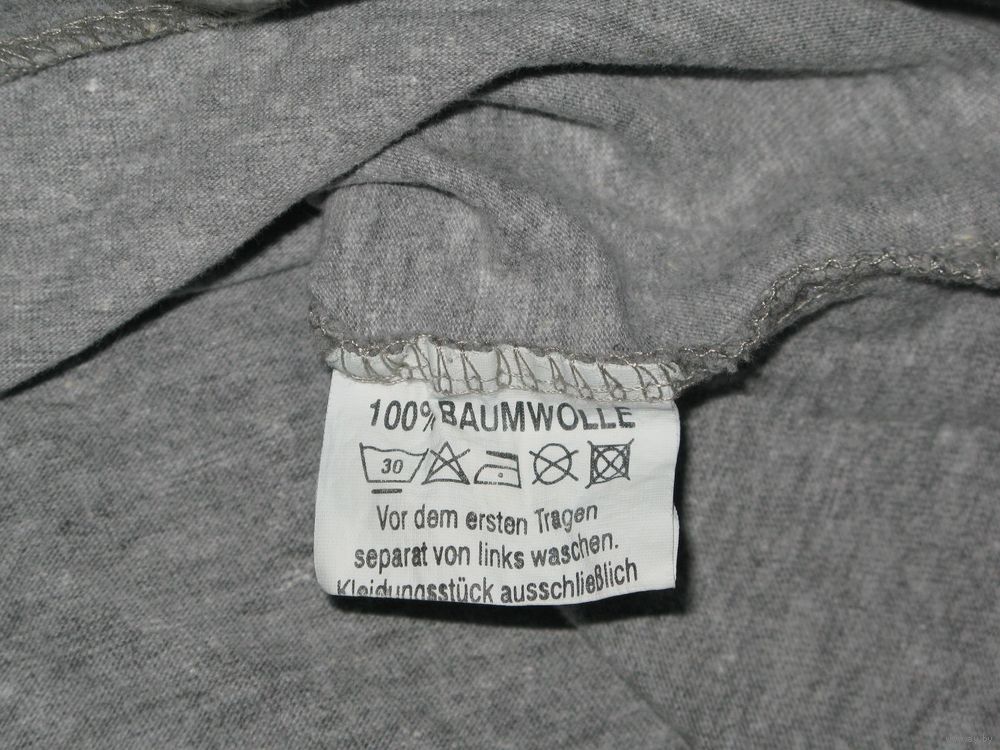 100% BAUMWOLLE
30
Vor dem ersten Tragen
separat von links waschen.
Kleidungsstück ausschließlich